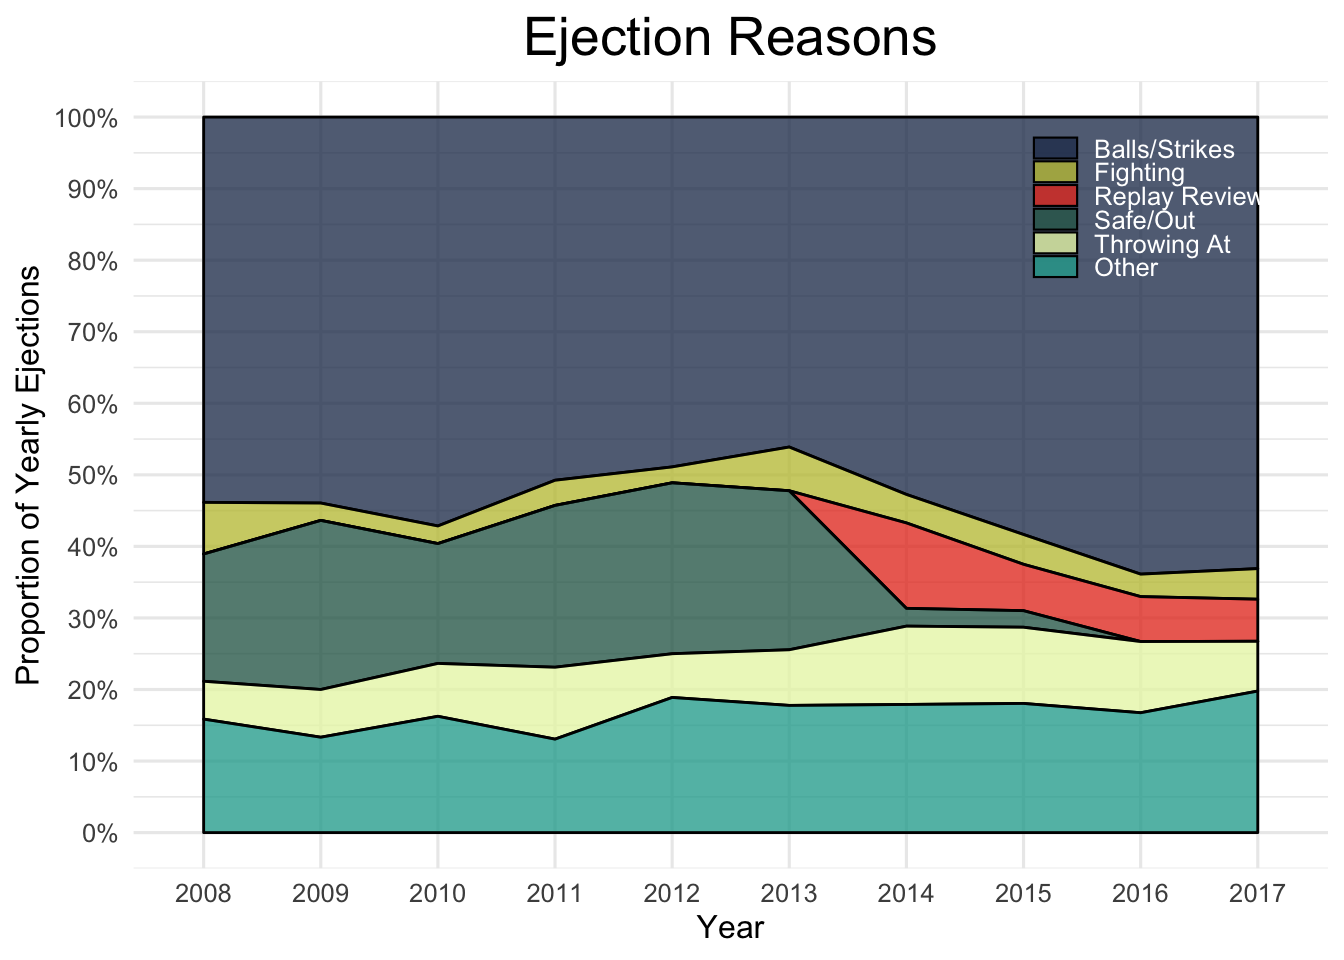 Ejection Reasons
100%
90%
80%
70%
60%
50%
40%
30%
20%
10%
0%
Proportion of Yearly Ejections
Balls/Strikes
Fighting
Replay Review
Safe/Out
Throwing At
Other
2008 2009 2010 2011 2012 2013 2014 2015 2016 2017
Year